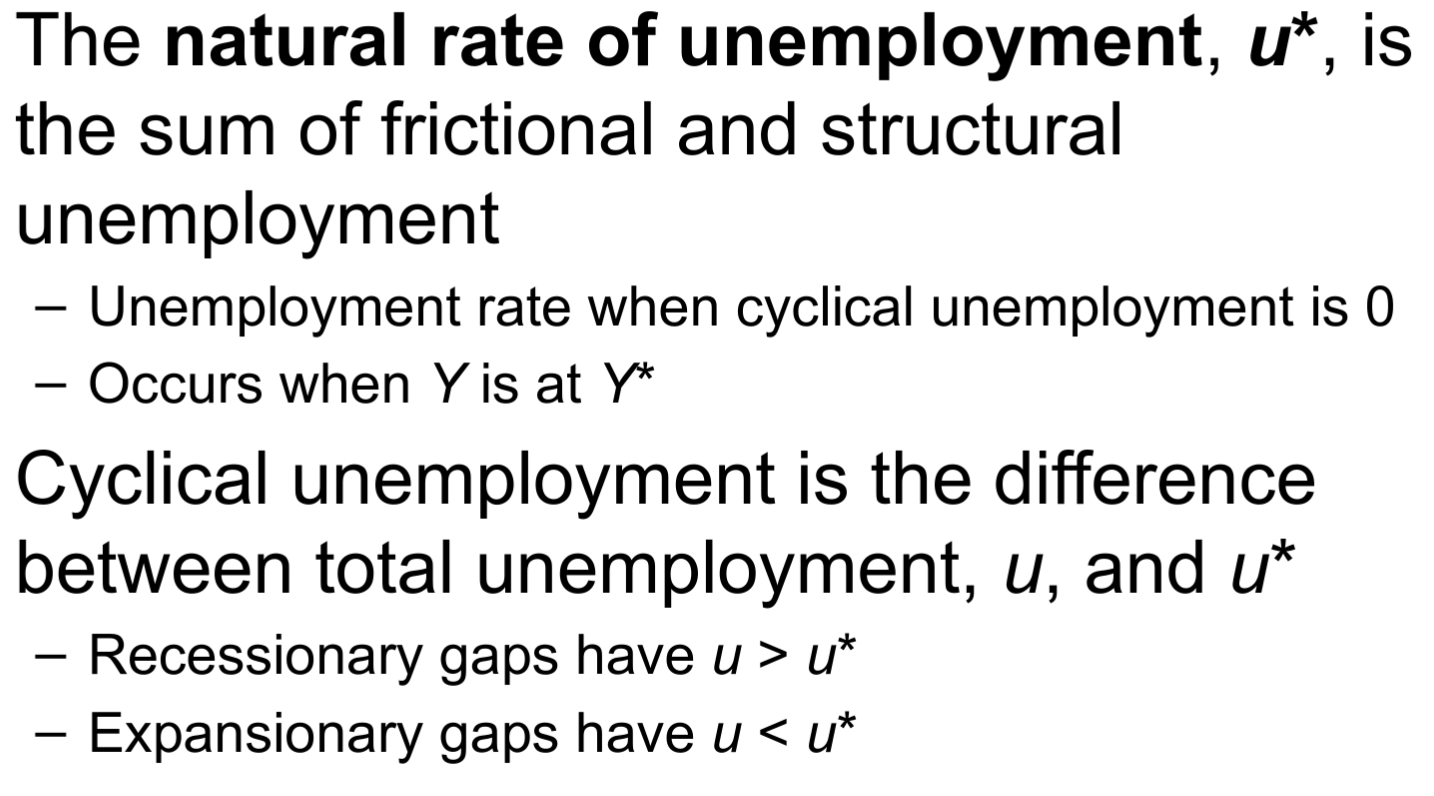 The natural rate of unemployment, u*, is
the sum of frictional and structural
unemployment
– Unemployment rate when cyclical unemployment is 0
– Occurs when Y is at Y*
Cyclical unemployment is the difference
between total unemployment, u, and u*
– Recessionary gaps have u > u*
– Expansionary gaps have u < u*